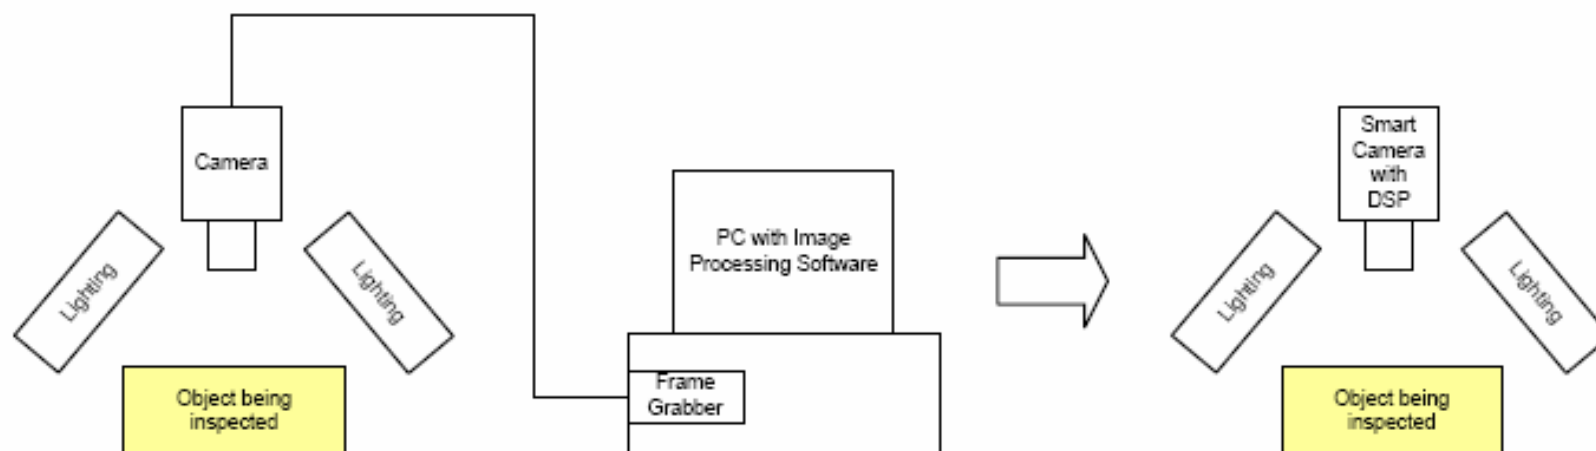 Camera
Lighting
Lighting
Object being
inspected
PC with Image
Processing Software
Frame
Grabber
Smart
Camera
with
DSP
Lighting
Lighting
Object being
inspected